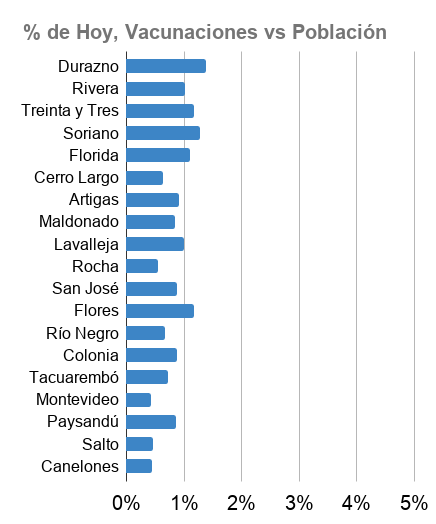 % de Hoy, Vacunaciones vs Población
Durazno
Rivera
Treinta y Tres
Soriano
Florida
Cerro Largo
Artigas
Maldonado
Lavalleja
Rocha
San José
Flores
Río Negro
Colonia
Tacuarembó
Montevideo
Paysandú
Salto
Canelones
0% 1% 2% 3% 4% 5%